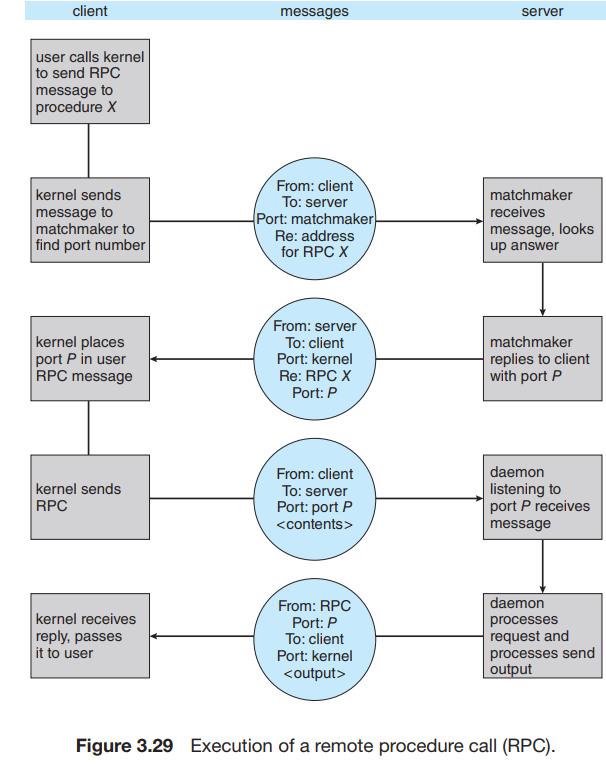 client messages server
user calls kernel
to send RPC
message to
procedure X
kernel sends
message to
matchmaker to
find port number
From: client
To: server
Port: matchmaker
Re: address
for RPC X
matchmaker
receives
message, looks
up answer
kernel places
port P in user
RPC message
From: server
To: client
Port: kernel
Re: RPC X
Port: P
matchmaker
replies to client
with port P
kernel sends
RPC
From: client
To: server
Port: port P
<contents>
daemon
listening to
port P receives
message
kernel receives
reply, passes
it to user
From: RPC
Port: P
To: client
Port: kernel
<output>
daemon
processes
request and
processes send
output
Figure 3.29 Execution of a remote procedure call (RPC).